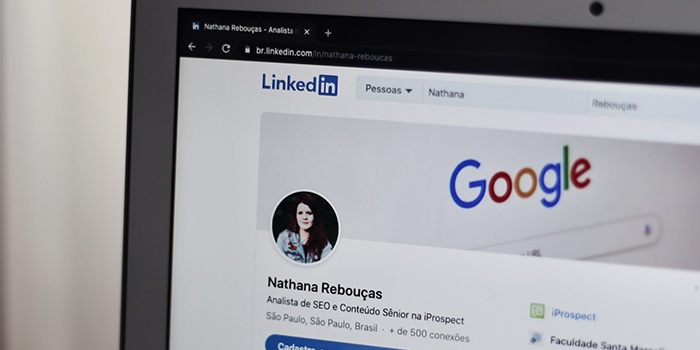 Nathana Rebouças - Analista
br.linkedin.com/in/nathana-reboucas
LinkedIn
Pessoas Nathana Rebouças
Google
URL
Nathana Rebouças
Analista de SEO e Conteúdo Sênior na iProspect
São Paulo, São Paulo, Brasil · + de 500 conexões
iProspect
Faculdade Santa